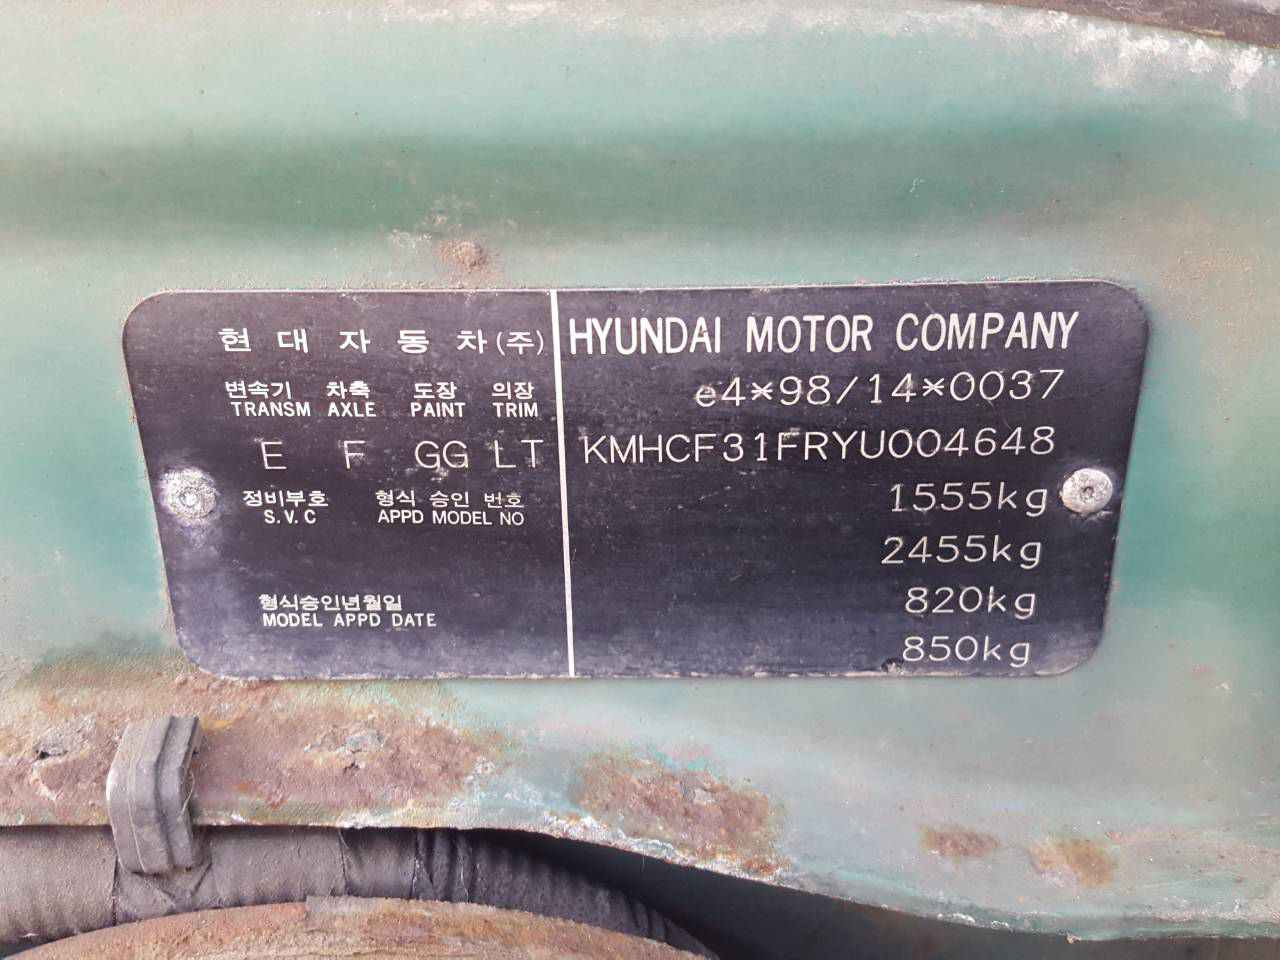 현대자동차(주)
변속기 차축 도장 의장
TRANSM AXLE PAINT TRIM
E F GG LT
정비부호 형식 승인 번호
S.V.C APPD MODEL NO
형식승인년월일
MODEL APPD DATE
HYUNDAI MOTOR COMPANY
e4*98/14*0037
KMHCF31FRYU004648
1555kg
2455kg
820kg
850kg